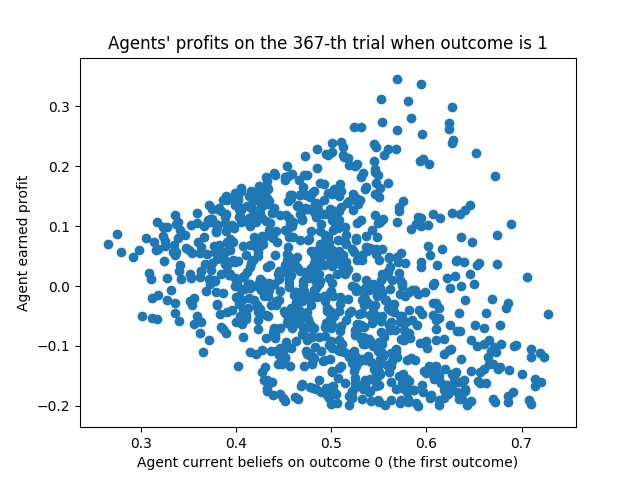 Agents' profits on the 367-th trial when outcome is 1
Agent earned profit
0.3
0.2
0.1
0.0
−0.1
−0.2
0.3 0.4 0.5 0.6 0.7
Agent current beliefs on outcome 0 (the first outcome)